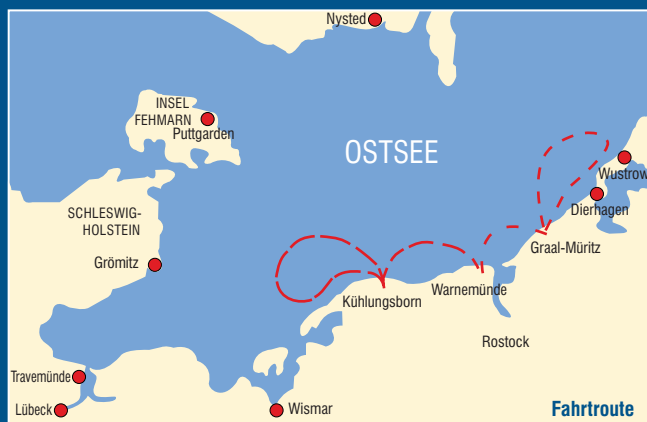 Nysted
INSEL
FEHMARN
Puttgarden
OSTSEE
Wustrow
Dierhagen
SCHLESWIG-
HOLSTEIN
Graal-Müritz
Grömitz
Warnemünde
Kühlungsborn
Rostock
Travemünde
Lübeck
Wismar
Fahrtroute